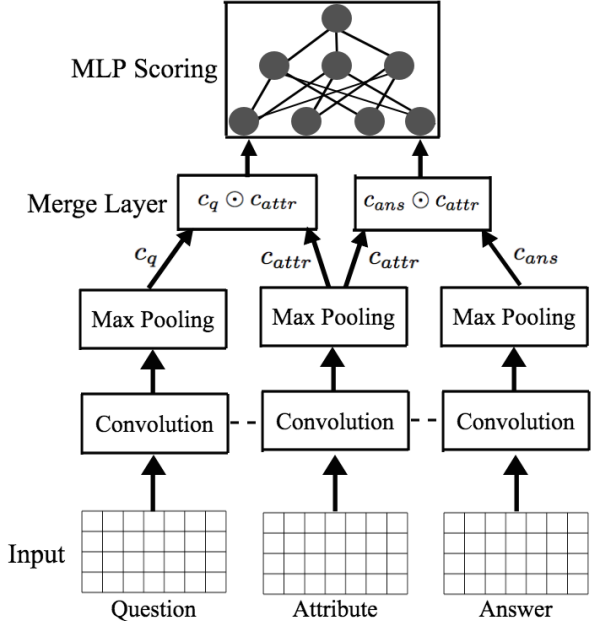 MLP Scoring
Merge Layer
c_q ⊙ c_attr
c_ans ⊙ c_attr
c_q
c_attr
c_attr
c_ans
Max Pooling
Max Pooling
Max Pooling
Convolution
Convolution
Convolution
Input
Question
Attribute
Answer